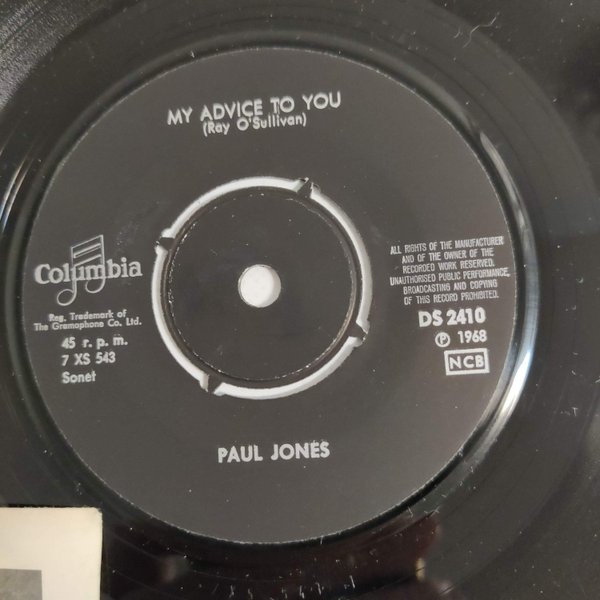 MY ADVICE TO YOU
(Ray O'Sullivan)
Columbia
Reg. Trademark of
The Gramophone Co. Ltd.
45 r. p. m.
7 XS 543
Sonet
ALL RIGHTS OF THE MANUFACTURER
AND OF THE OWNER OF THE
RECORDED WORK RESERVED.
UNAUTHORISED PUBLIC PERFORMANCE,
BROADCASTING AND COPYING
OF THIS RECORD PROHIBITED.
DS 2410
℗ 1968
NCB
PAUL JONES